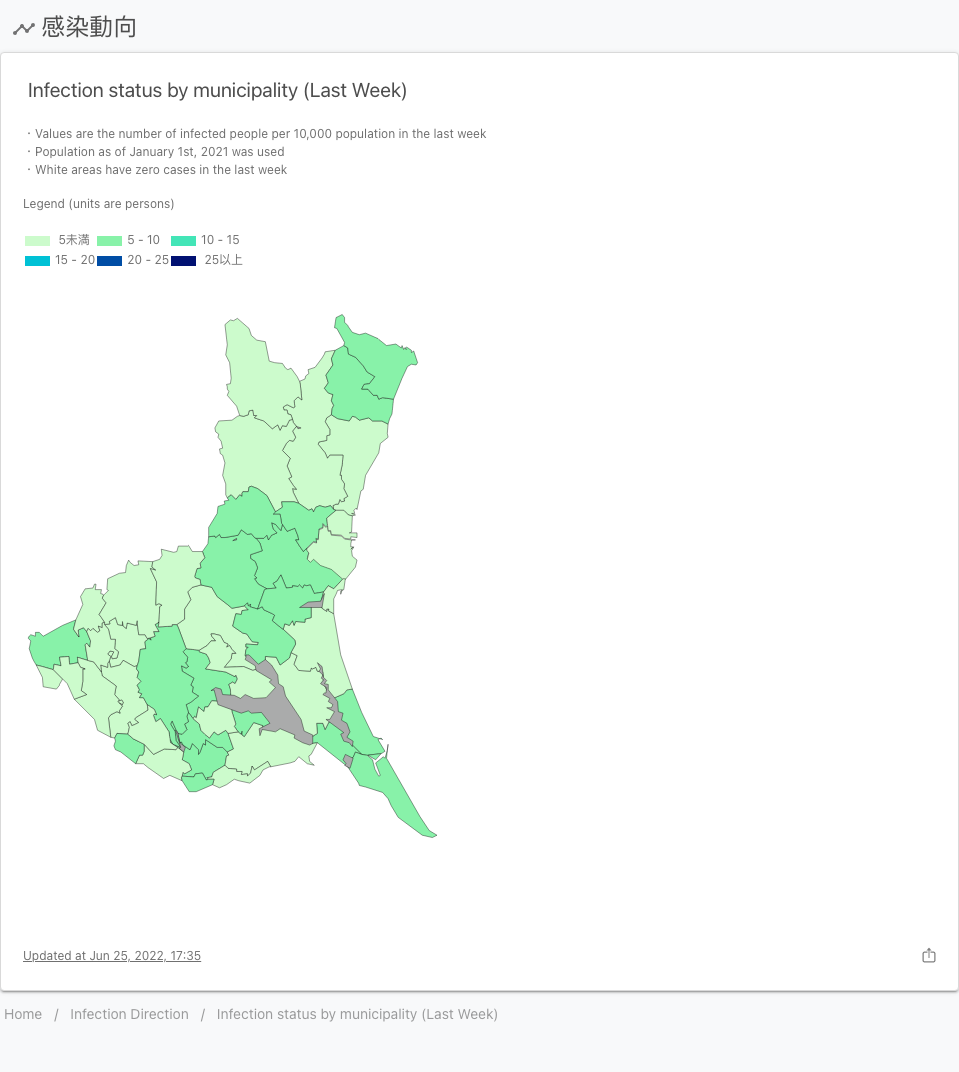 感染動向
Infection status by municipality (Last Week)
・Values are the number of infected people per 10,000 population in the last week
・Population as of January 1st, 2021 was used
・White areas have zero cases in the last week
Legend (units are persons)
5未満 5 - 10 10 - 15
15 - 20 20 - 25 25以上
Updated at Jun 25, 2022, 17:35
Home / Infection Direction / Infection status by municipality (Last Week)